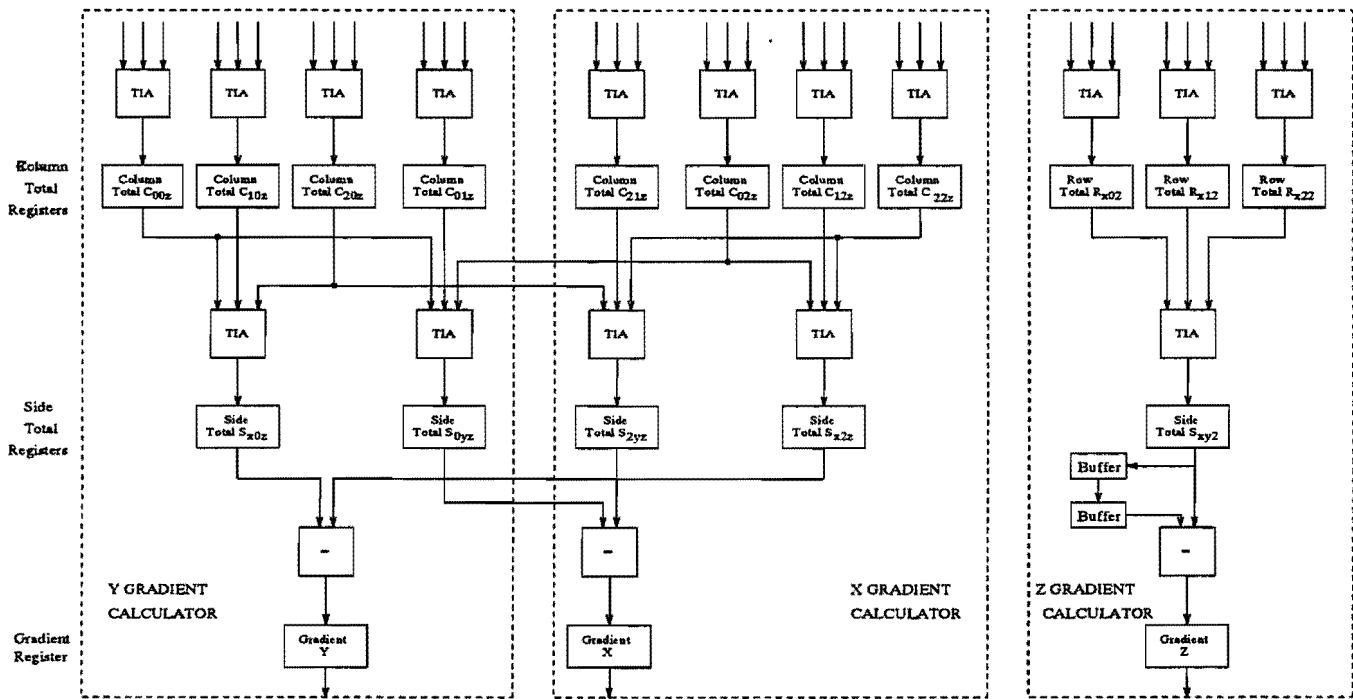 TIA TIA TIA TIA TIA TIA TIA TIA TIA TIA TIA
Column
Total
Registers
Column
Total C00z
Column
Total C10z
Column
Total C20z
Column
Total C01z
Column
Total C21z
Column
Total C02z
Column
Total C12z
Column
Total C 22z
Row
Total Rx02
Row
Total Rx12
Row
Total Rx22
TIA TIA TIA TIA TIA
Side
Total
Registers
Side
Total Sx0z
Side
Total S0yz
Side
Total S2yz
Side
Total Sx2z
Side
Total Sxy2
Buffer
Buffer
- - -
Y GRADIENT
CALCULATOR
X GRADIENT
CALCULATOR
Z GRADIENT
CALCULATOR
Gradient
Register
Gradient
Y
Gradient
X
Gradient
Z